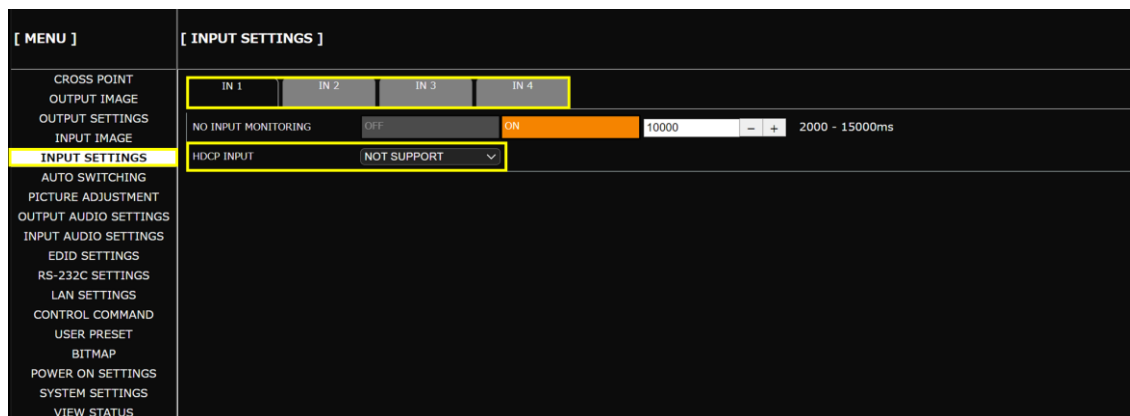 [ MENU ]
[ INPUT SETTINGS ]
CROSS POINT
OUTPUT IMAGE
OUTPUT SETTINGS
INPUT IMAGE
INPUT SETTINGS
AUTO SWITCHING
PICTURE ADJUSTMENT
OUTPUT AUDIO SETTINGS
INPUT AUDIO SETTINGS
EDID SETTINGS
RS-232C SETTINGS
LAN SETTINGS
CONTROL COMMAND
USER PRESET
BITMAP
POWER ON SETTINGS
SYSTEM SETTINGS
VIEW STATUS
IN 1 IN 2 IN 3 IN 4
NO INPUT MONITORING OFF ON 10000 − + 2000 - 15000ms
HDCP INPUT NOT SUPPORT